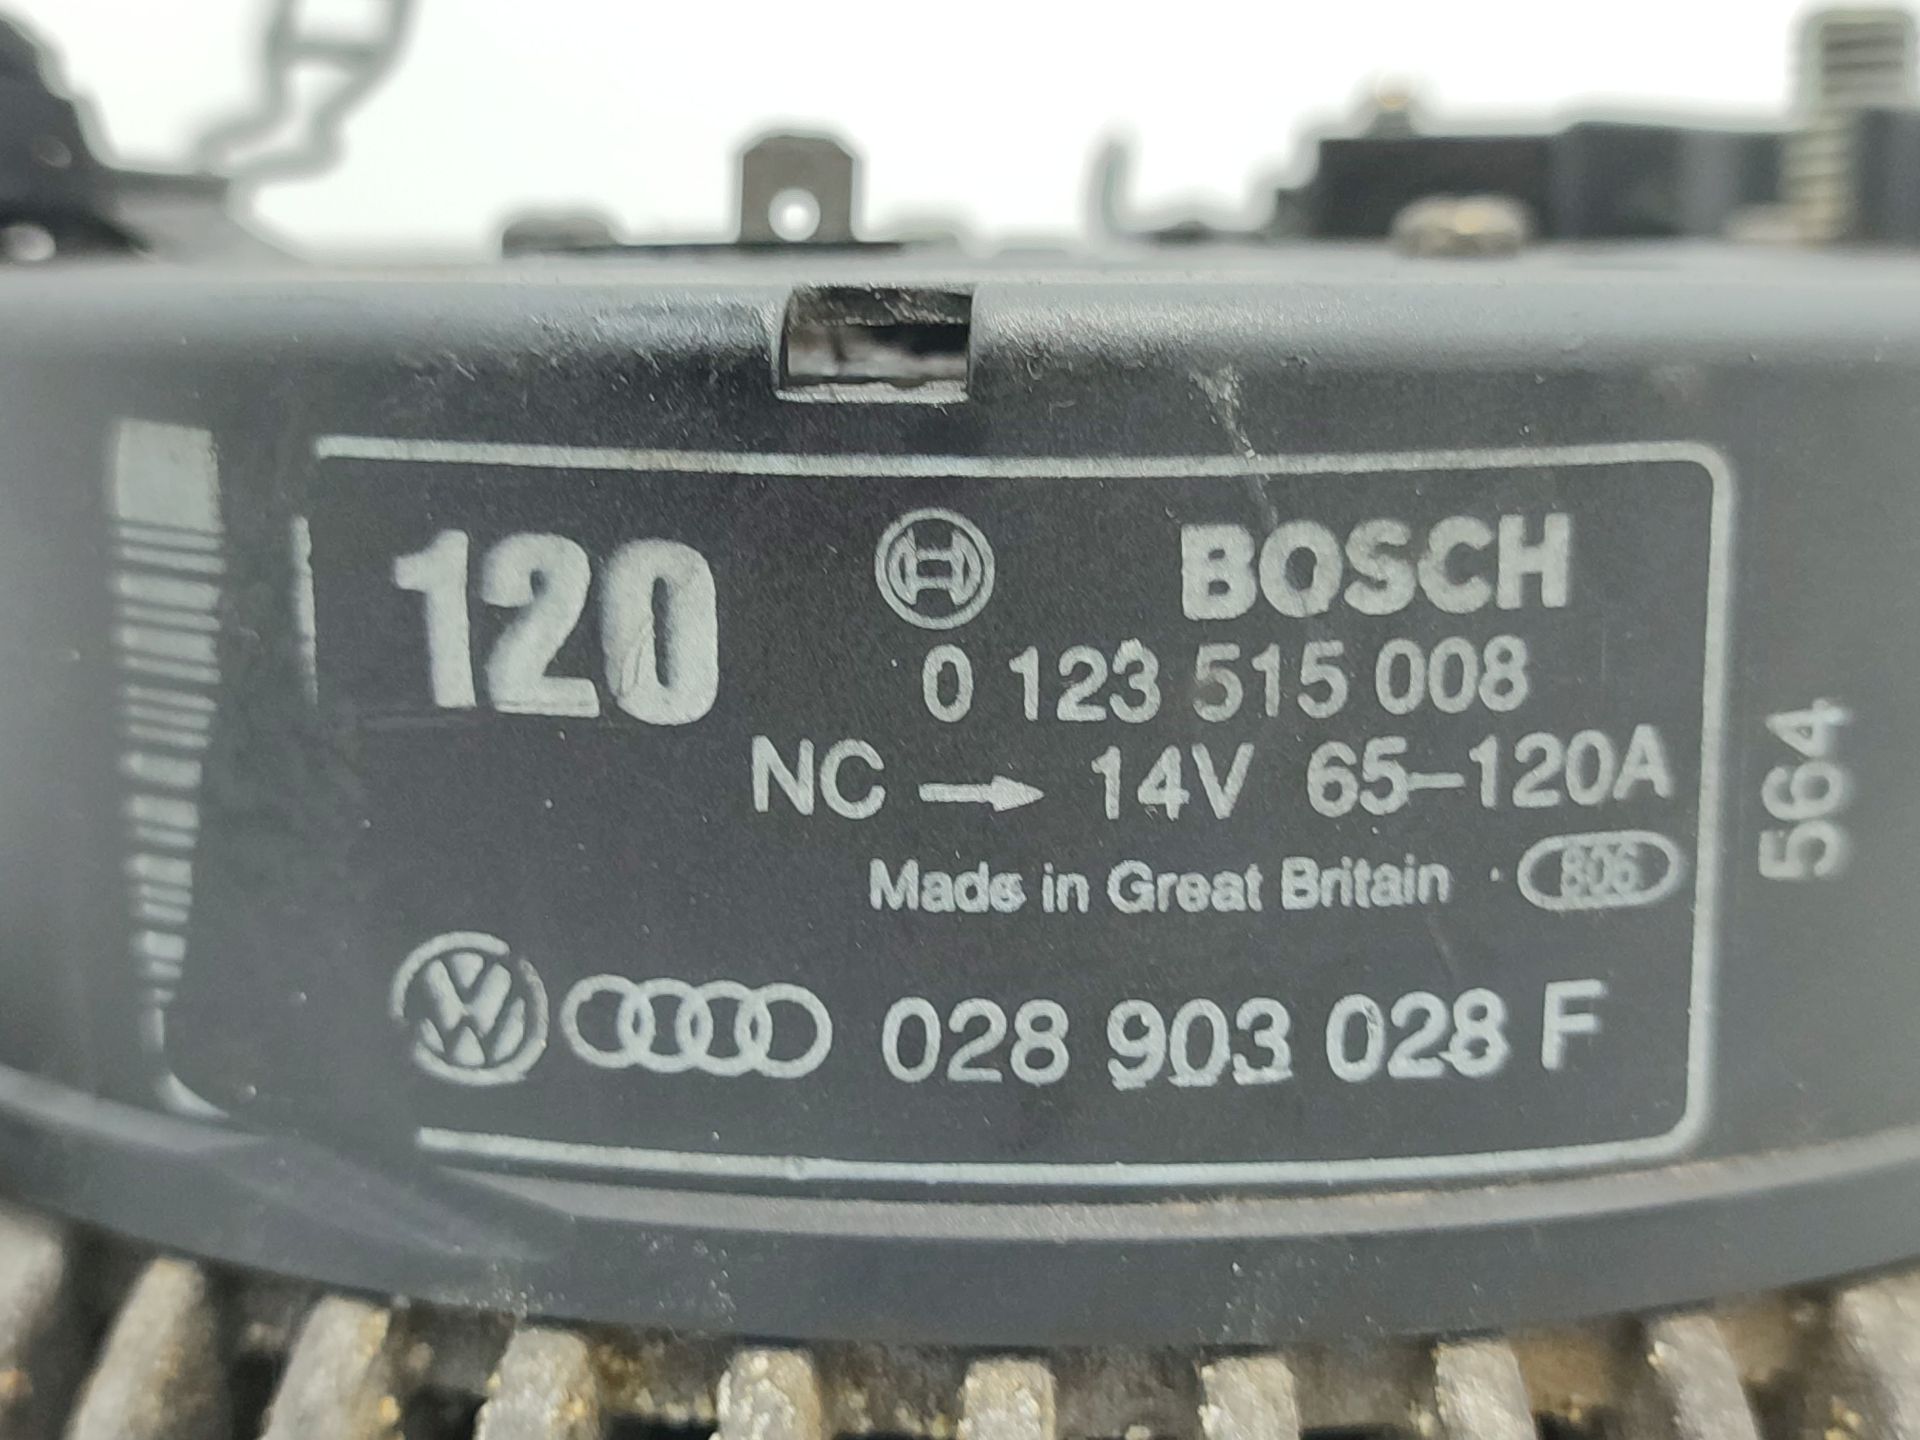 120 BOSCH
0 123 515 008
NC → 14V 65-120A
Made in Great Britain · 806
028 903 028 F
564